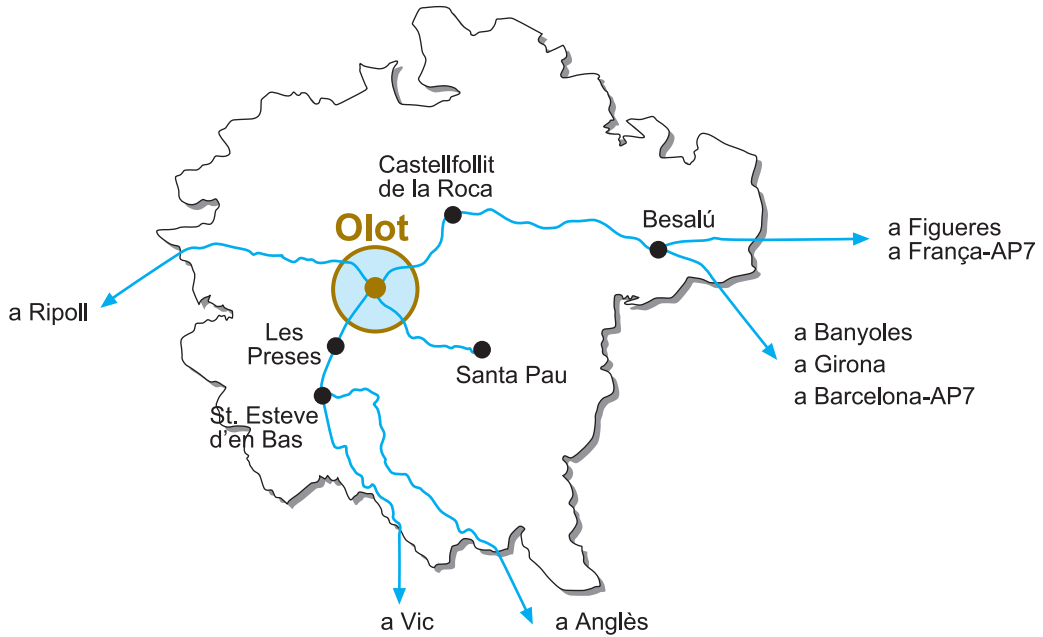 Castellfollit
de la Roca
Olot
Besalú
a Figueres
a França-AP7
a Ripoll
Les
Preses
Santa Pau
a Banyoles
a Girona
a Barcelona-AP7
St. Esteve
d'en Bas
a Vic
a Anglès